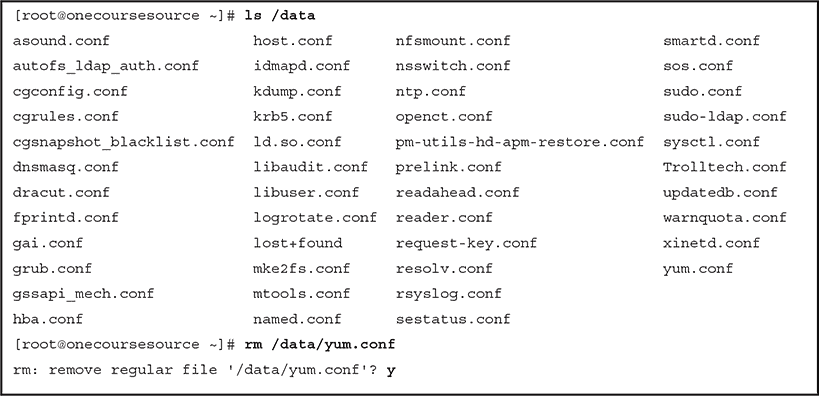 [root@onecoursesource ~]# ls /data
asound.conf host.conf nfsmount.conf smartd.conf
autofs_ldap_auth.conf idmapd.conf nsswitch.conf sos.conf
cgconfig.conf kdump.conf ntp.conf sudo.conf
cgrules.conf krb5.conf openct.conf sudo-ldap.conf
cgsnapshot_blacklist.conf ld.so.conf pm-utils-hd-apm-restore.conf sysctl.conf
dnsmasq.conf libaudit.conf prelink.conf Trolltech.conf
dracut.conf libuser.conf readahead.conf updatedb.conf
fprintd.conf logrotate.conf reader.conf warnquota.conf
gai.conf lost+found request-key.conf xinetd.conf
grub.conf mke2fs.conf resolv.conf yum.conf
gssapi_mech.conf mtools.conf rsyslog.conf
hba.conf named.conf sestatus.conf
[root@onecoursesource ~]# rm /data/yum.conf
rm: remove regular file '/data/yum.conf'? y